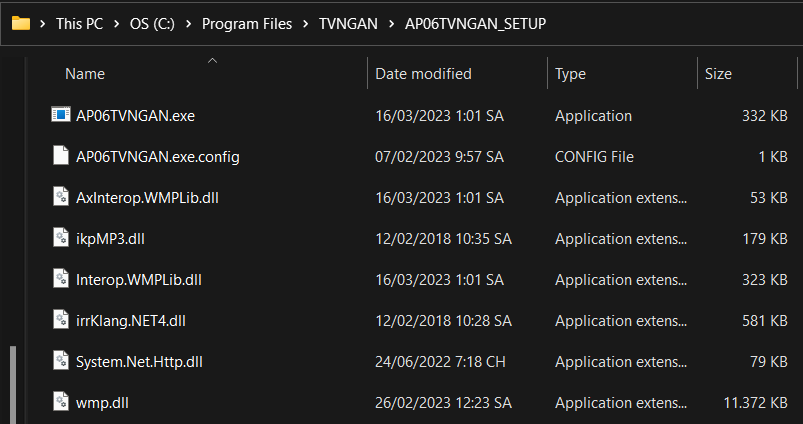 This PC > OS (C:) > Program Files > TVNGAN > AP06TVNGAN_SETUP
Name Date modified Type Size
AP06TVNGAN.exe 16/03/2023 1:01 SA Application 332 KB
AP06TVNGAN.exe.config 07/02/2023 9:57 SA CONFIG File 1 KB
AxInterop.WMPLib.dll 16/03/2023 1:01 SA Application extens... 53 KB
ikpMP3.dll 12/02/2018 10:35 SA Application extens... 179 KB
Interop.WMPLib.dll 16/03/2023 1:01 SA Application extens... 323 KB
irrKlang.NET4.dll 12/02/2018 10:28 SA Application extens... 581 KB
System.Net.Http.dll 24/06/2022 7:18 CH Application extens... 79 KB
wmp.dll 26/02/2023 12:23 SA Application extens... 11.372 KB